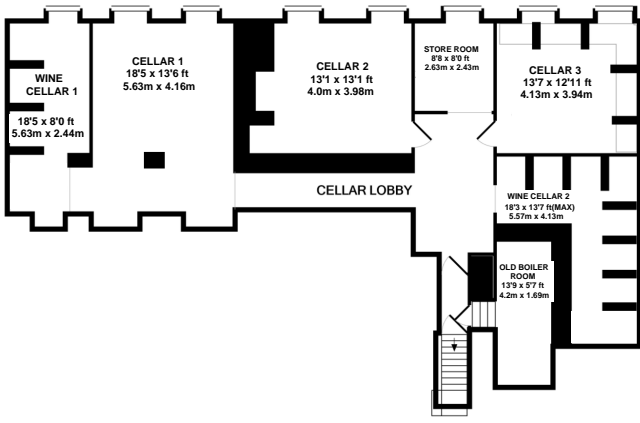 WINE
CELLAR 1
18'5 x 8'0 ft
5.63m x 2.44m
CELLAR 1
18'5 x 13'6 ft
5.63m x 4.16m
CELLAR 2
13'1 x 13'1 ft
4.0m x 3.98m
STORE ROOM
8'8 x 8'0 ft
2.63m x 2.43m
CELLAR 3
13'7 x 12'11 ft
4.13m x 3.94m
CELLAR LOBBY
WINE CELLAR 2
18'3 x 13'7 ft(MAX)
5.57m x 4.13m
OLD BOILER
ROOM
13'9 x 5'7 ft
4.2m x 1.69m